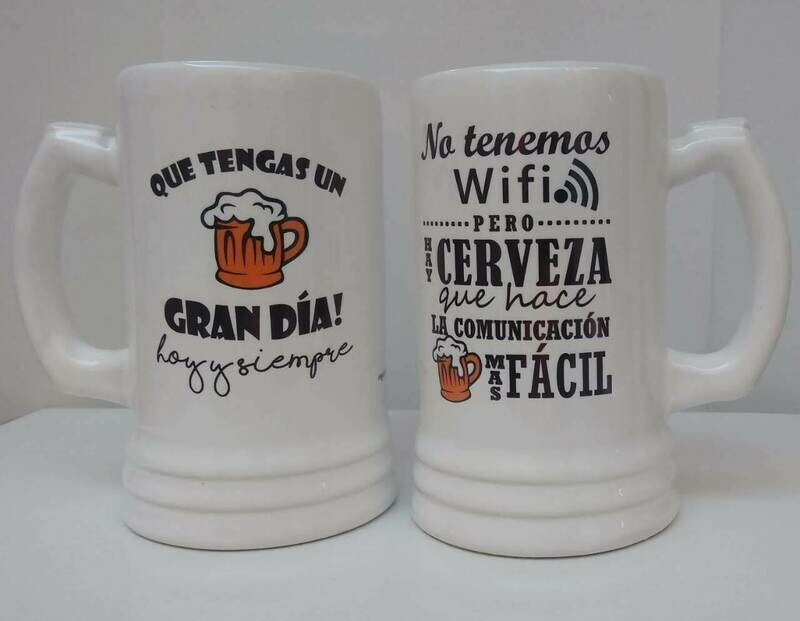 QUE TENGAS UN
GRAN DÍA!
hoy y siempre
No tenemos
Wifi
PERO
HAY CERVEZA
que hace
LA COMUNICACIÓN
MAS FÁCIL